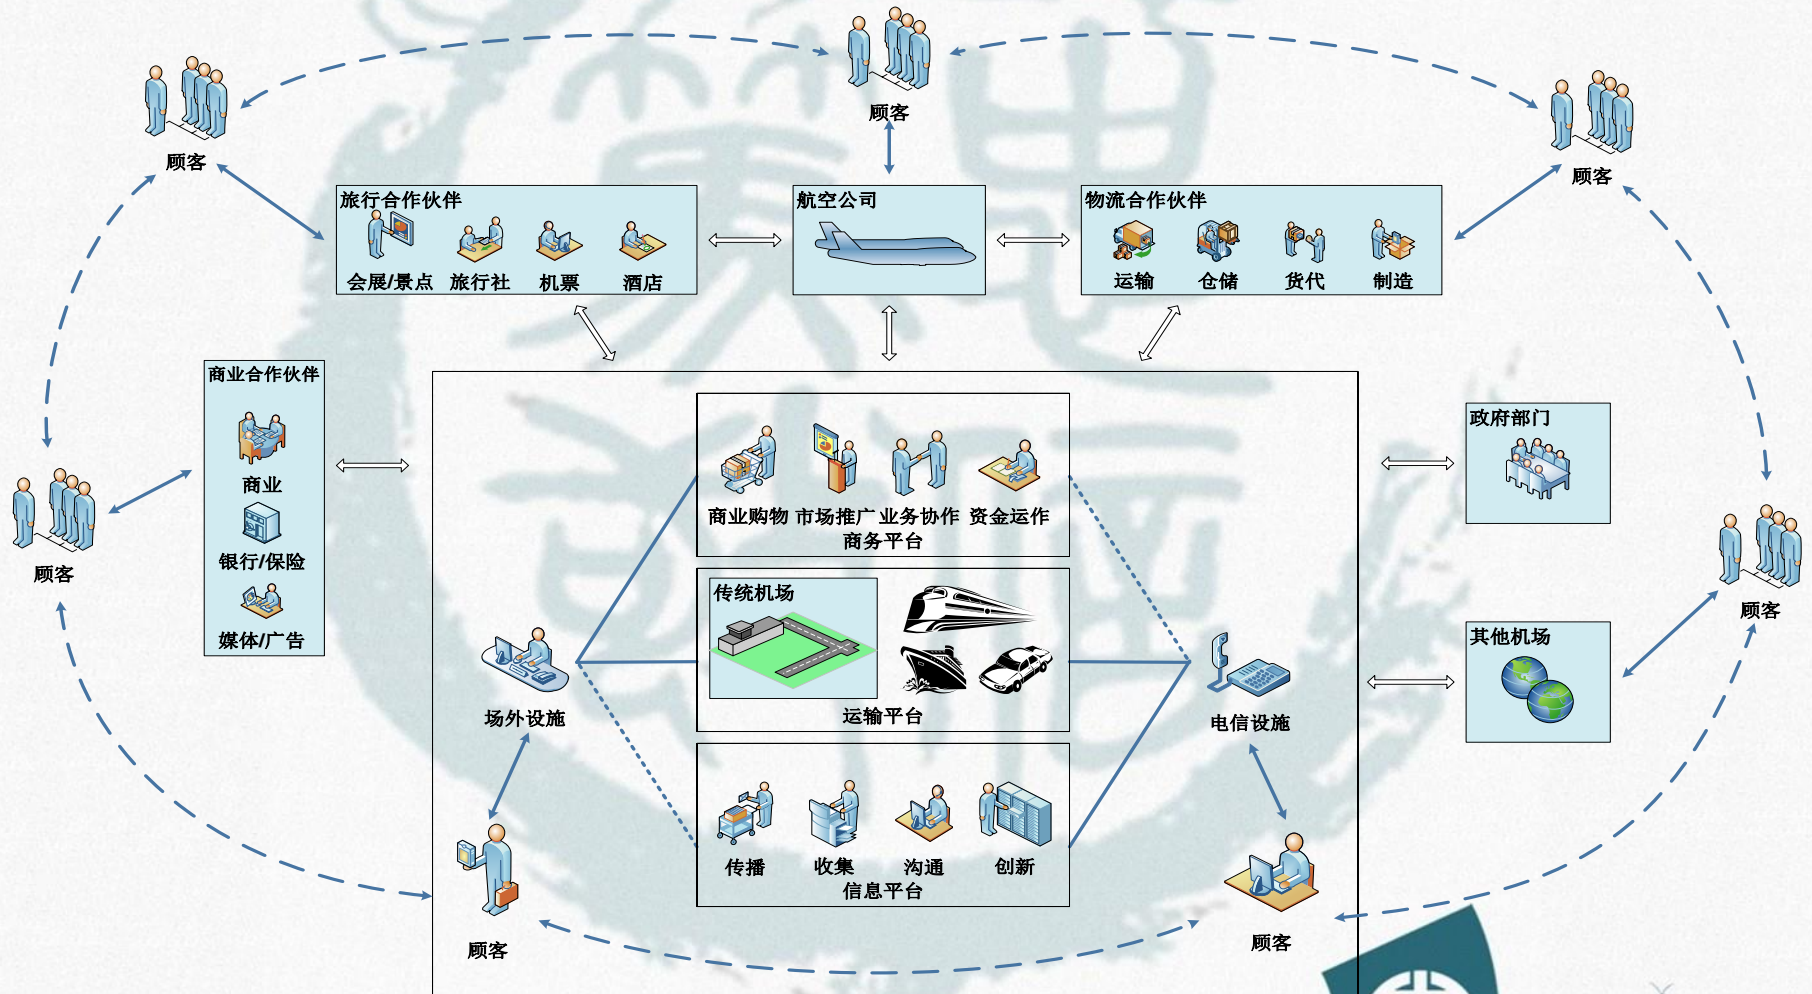 顾客
顾客
顾客
旅行合作伙伴
会展/景点 旅行社 机票 酒店
航空公司
物流合作伙伴
运输 仓储 货代 制造
商业合作伙伴
商业
银行/保险
媒体/广告
顾客
商业购物 市场推广 业务协作 资金运作
商务平台
政府部门
传统机场
运输平台
场外设施
电信设施
其他机场
顾客
传播 收集 沟通 创新
信息平台
顾客
顾客